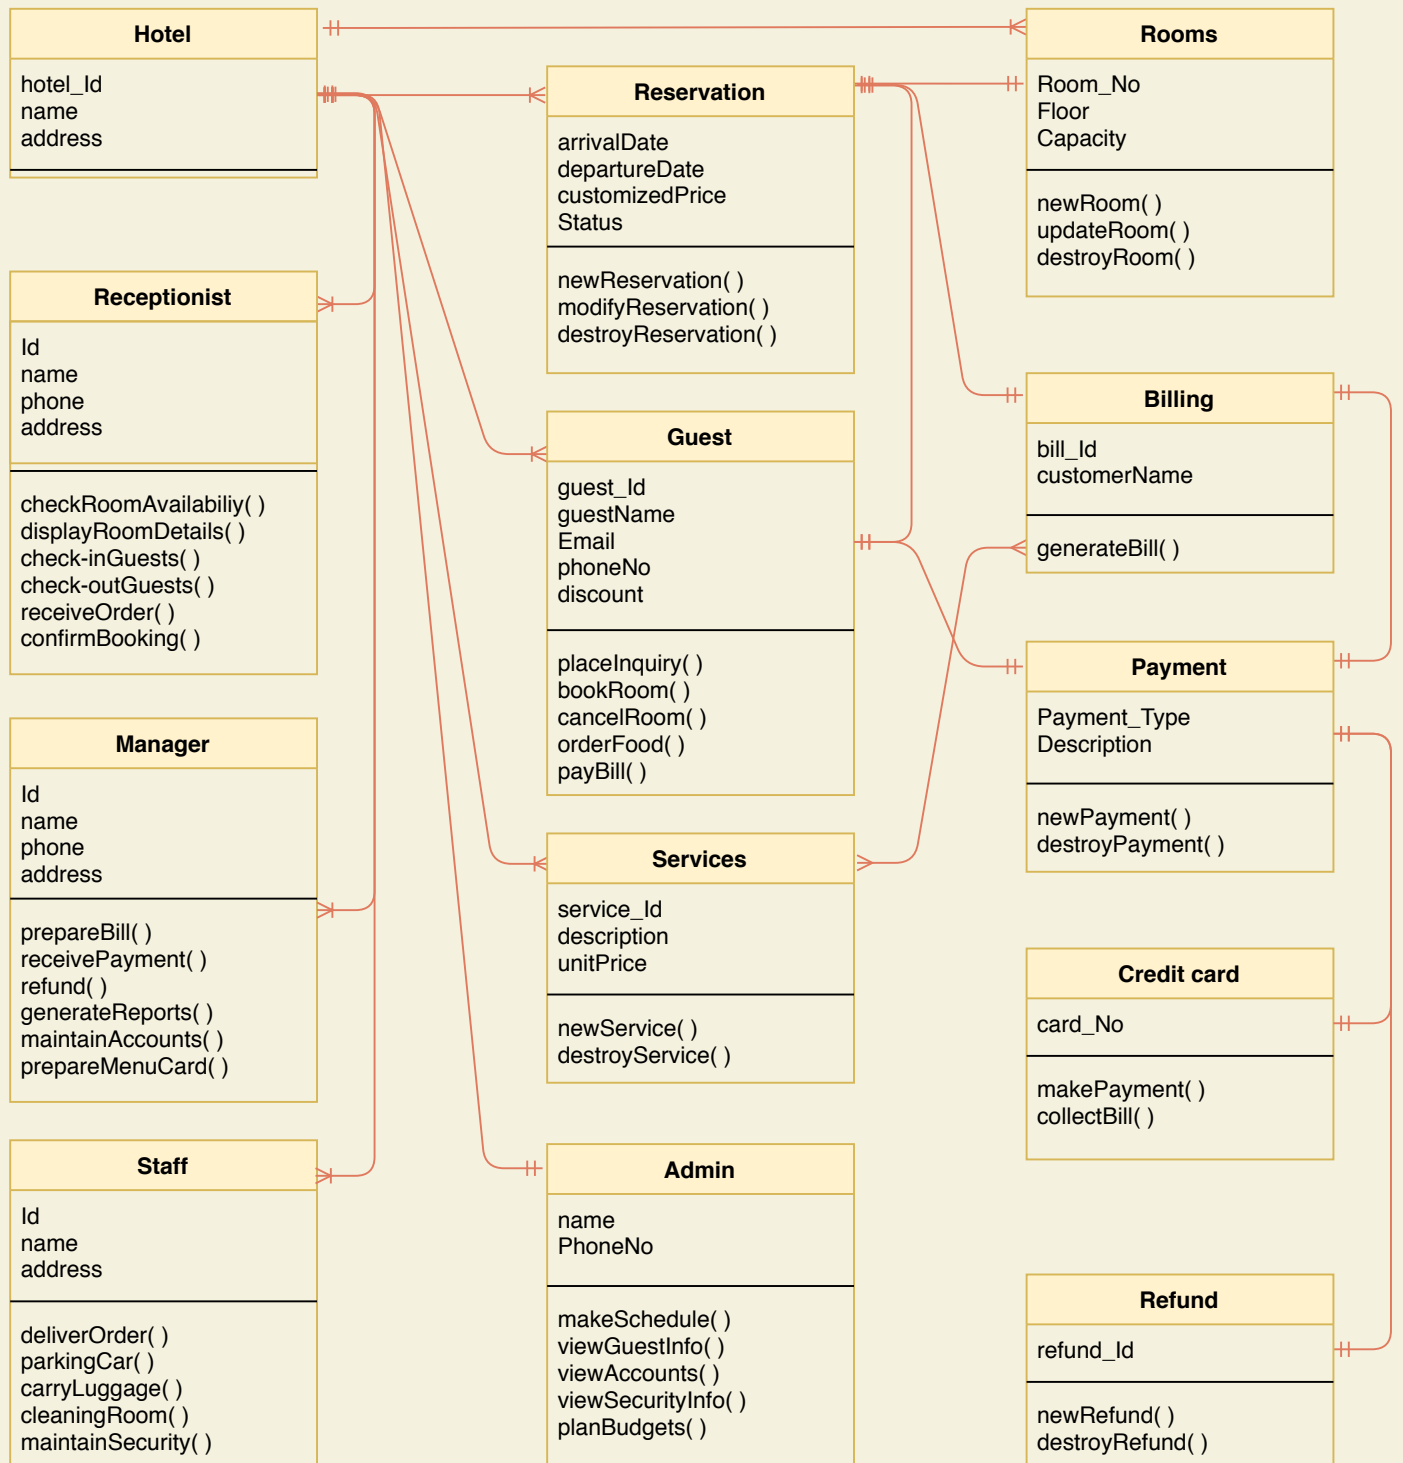 Hotel
hotel_Id
name
address
Receptionist
Id
name
phone
address
checkRoomAvailabiliy( )
displayRoomDetails( )
check-inGuests( )
check-outGuests( )
receiveOrder( )
confirmBooking( )
Manager
Id
name
phone
address
prepareBill( )
receivePayment( )
refund( )
generateReports( )
maintainAccounts( )
prepareMenuCard( )
Staff
Id
name
address
deliverOrder( )
parkingCar( )
carryLuggage( )
cleaningRoom( )
maintainSecurity( )
Reservation
arrivalDate
departureDate
customizedPrice
Status
newReservation( )
modifyReservation( )
destroyReservation( )
Guest
guest_Id
guestName
Email
phoneNo
discount
placeInquiry( )
bookRoom( )
cancelRoom( )
orderFood( )
payBill( )
Services
service_Id
description
unitPrice
newService( )
destroyService( )
Admin
name
PhoneNo
makeSchedule( )
viewGuestInfo( )
viewAccounts( )
viewSecurityInfo( )
planBudgets( )
Rooms
Room_No
Floor
Capacity
newRoom( )
updateRoom( )
destroyRoom( )
Billing
bill_Id
customerName
generateBill( )
Payment
Payment_Type
Description
newPayment( )
destroyPayment( )
Credit card
card_No
makePayment( )
collectBill( )
Refund
refund_Id
newRefund( )
destroyRefund( )